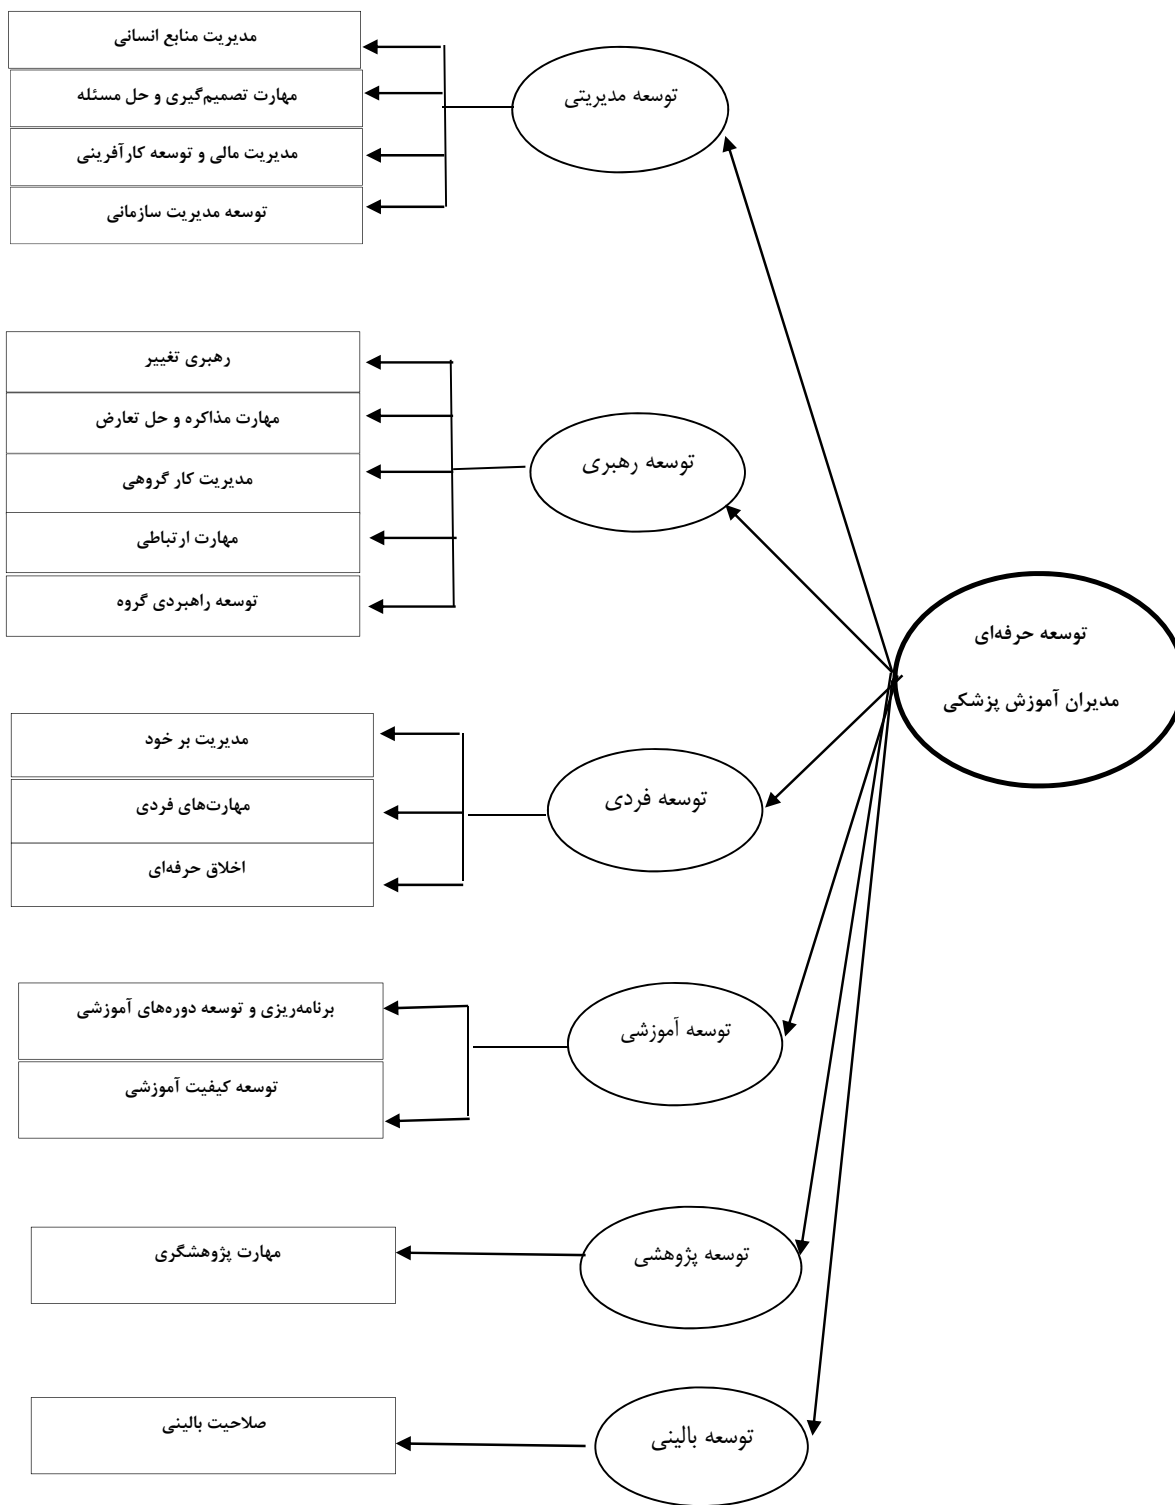 توسعه حرفه‌ای
مدیران آموزش پزشکی
توسعه مدیریتی
مدیریت منابع انسانی
مهارت تصمیم‌گیری و حل مسئله
مدیریت مالی و توسعه کارآفرینی
توسعه مدیریت سازمانی
توسعه رهبری
رهبری تغییر
مهارت مذاکره و حل تعارض
مدیریت کار گروهی
مهارت ارتباطی
توسعه راهبردی گروه
توسعه فردی
مدیریت بر خود
مهارت‌های فردی
اخلاق حرفه‌ای
توسعه آموزشی
برنامه‌ریزی و توسعه دوره‌های آموزشی
توسعه کیفیت آموزشی
توسعه پژوهشی
مهارت پژوهشگری
توسعه بالینی
صلاحیت بالینی